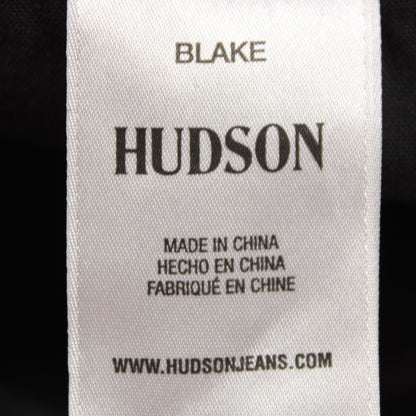 BLAKE
HUDSON
MADE IN CHINA
HECHO EN CHINA
FABRIQUÉ EN CHINE
WWW.HUDSONJEANS.COM